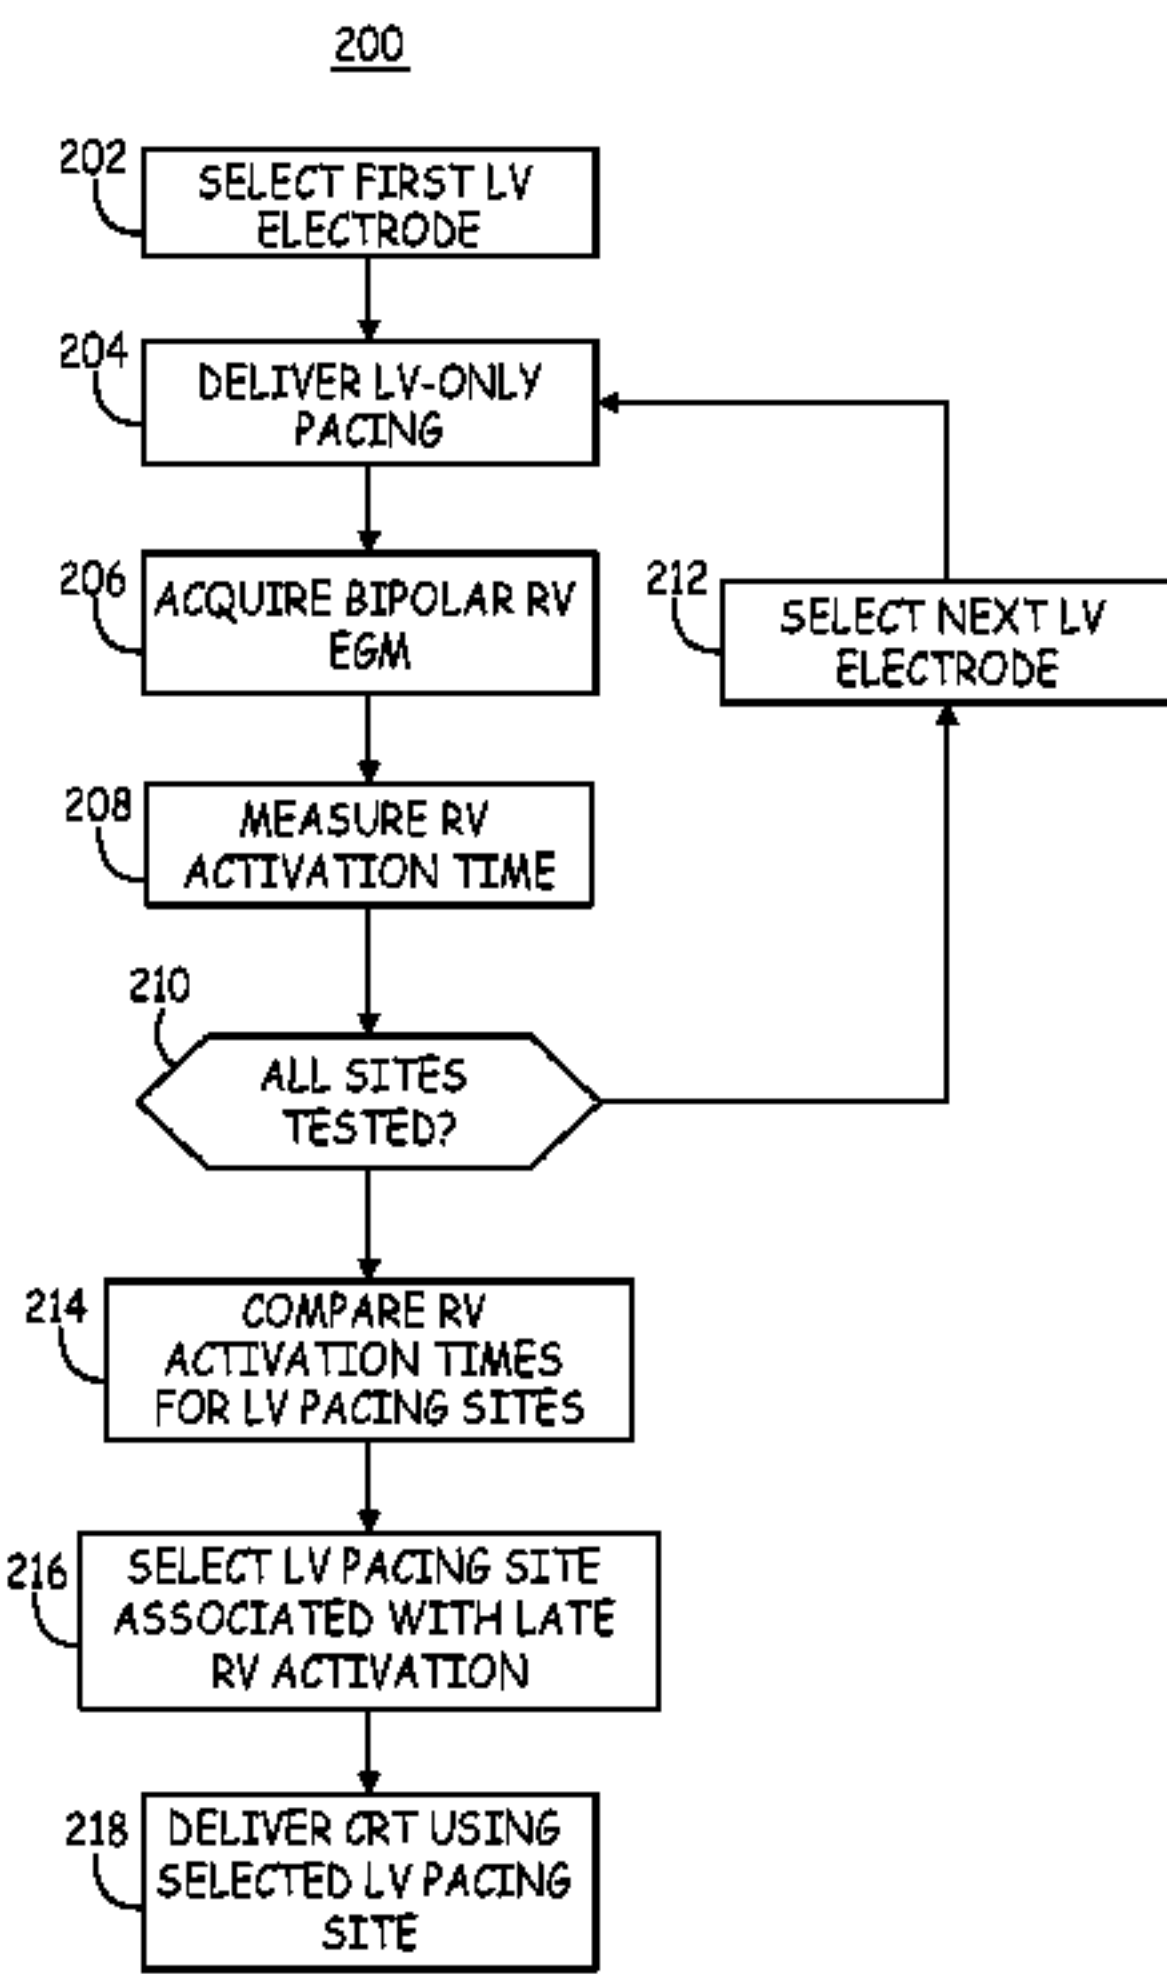 200
202
SELECT FIRST LV
ELECTRODE
204
DELIVER LV-ONLY
PACING
206
ACQUIRE BIPOLAR RV
EGM
212
SELECT NEXT LV
ELECTRODE
208
MEASURE RV
ACTIVATION TIME
210
ALL SITES
TESTED?
214
COMPARE RV
ACTIVATION TIMES
FOR LV PACING SITES
216
SELECT LV PACING SITE
ASSOCIATED WITH LATE
RV ACTIVATION
218
DELIVER CRT USING
SELECTED LV PACING
SITE